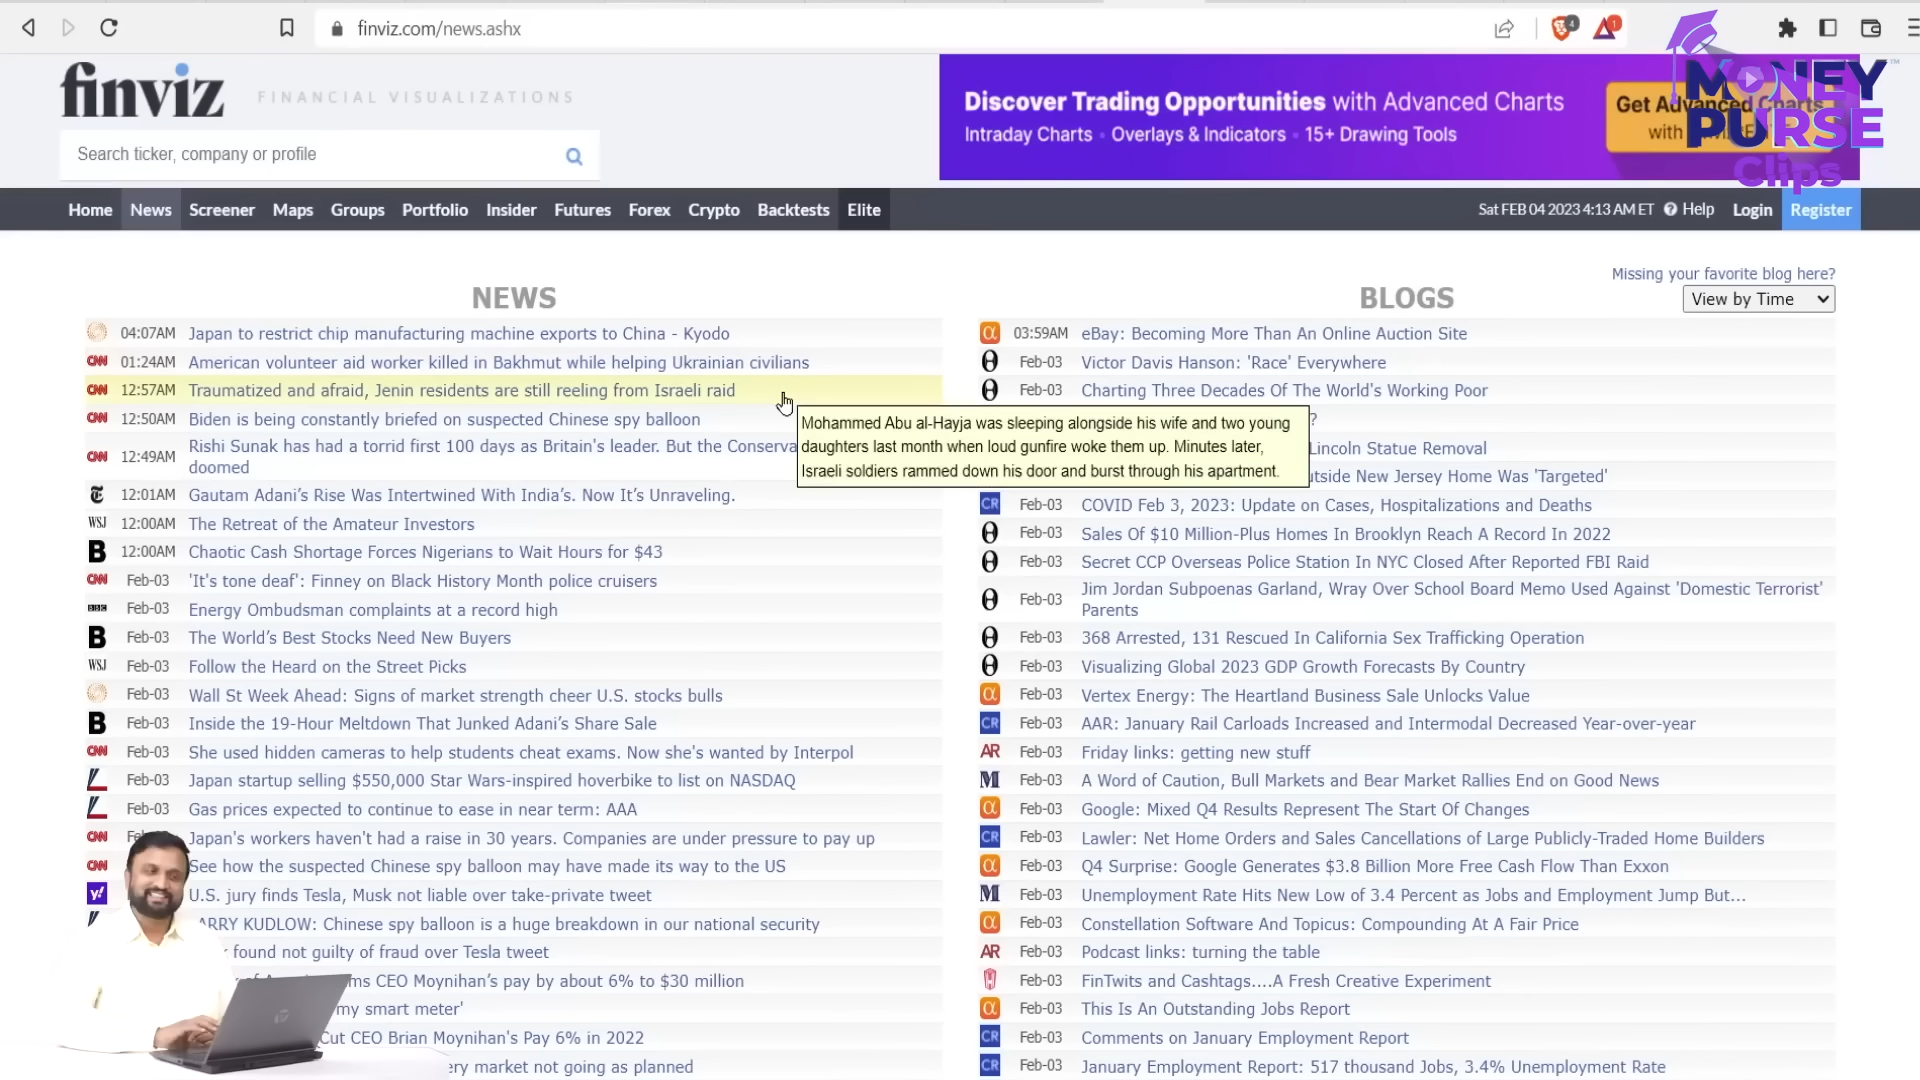 finviz.com/news.ashx
4
1
finviz
FINANCIAL VISUALIZATIONS
Search ticker, company or profile
Discover Trading Opportunities with Advanced Charts
Intraday Charts • Overlays & Indicators • 15+ Drawing Tools
Get Advanced Charts
with
MONEY
PURSE
Clips
TM
Home News Screener Maps Groups Portfolio Insider Futures Forex Crypto Backtests Elite
Sat FEB 04 2023 4:13 AM ET Help Login Register
Missing your favorite blog here?
View by Time
NEWS
04:07AM Japan to restrict chip manufacturing machine exports to China - Kyodo
CNN 01:24AM American volunteer aid worker killed in Bakhmut while helping Ukrainian civilians
CNN 12:57AM Traumatized and afraid, Jenin residents are still reeling from Israeli raid
CNN 12:50AM Biden is being constantly briefed on suspected Chinese spy balloon
CNN 12:49AM Rishi Sunak has had a torrid first 100 days as Britain's leader. But the Conserva
doomed
Mohammed Abu al-Hayja was sleeping alongside his wife and two young
daughters last month when loud gunfire woke them up. Minutes later,
Israeli soldiers rammed down his door and burst through his apartment.
T 12:01AM Gautam Adani’s Rise Was Intertwined With India’s. Now It’s Unraveling.
WSJ 12:00AM The Retreat of the Amateur Investors
B 12:00AM Chaotic Cash Shortage Forces Nigerians to Wait Hours for $43
CNN Feb-03 'It's tone deaf': Finney on Black History Month police cruisers
BBC Feb-03 Energy Ombudsman complaints at a record high
B Feb-03 The World’s Best Stocks Need New Buyers
WSJ Feb-03 Follow the Heard on the Street Picks
Feb-03 Wall St Week Ahead: Signs of market strength cheer U.S. stocks bulls
B Feb-03 Inside the 19-Hour Meltdown That Junked Adani’s Share Sale
CNN Feb-03 She used hidden cameras to help students cheat exams. Now she's wanted by Interpol
Feb-03 Japan startup selling $550,000 Star Wars-inspired hoverbike to list on NASDAQ
Feb-03 Gas prices expected to continue to ease in near term: AAA
CNN Japan's workers haven't had a raise in 30 years. Companies are under pressure to pay up
CNN See how the suspected Chinese spy balloon may have made its way to the US
y! U.S. jury finds Tesla, Musk not liable over take-private tweet
ARRY KUDLOW: Chinese spy balloon is a huge breakdown in our national security
found not guilty of fraud over Tesla tweet
ms CEO Moynihan’s pay by about 6% to $30 million
my smart meter'
Cut CEO Brian Moynihan's Pay 6% in 2022
ery market not going as planned
BLOGS
α 03:59AM eBay: Becoming More Than An Online Auction Site
Feb-03 Victor Davis Hanson: 'Race' Everywhere
Feb-03 Charting Three Decades Of The World's Working Poor
?
Lincoln Statue Removal
utside New Jersey Home Was 'Targeted'
CR Feb-03 COVID Feb 3, 2023: Update on Cases, Hospitalizations and Deaths
Feb-03 Sales Of $10 Million-Plus Homes In Brooklyn Reach A Record In 2022
Feb-03 Secret CCP Overseas Police Station In NYC Closed After Reported FBI Raid
Feb-03 Jim Jordan Subpoenas Garland, Wray Over School Board Memo Used Against 'Domestic Terrorist'
Parents
Feb-03 368 Arrested, 131 Rescued In California Sex Trafficking Operation
Feb-03 Visualizing Global 2023 GDP Growth Forecasts By Country
α Feb-03 Vertex Energy: The Heartland Business Sale Unlocks Value
CR Feb-03 AAR: January Rail Carloads Increased and Intermodal Decreased Year-over-year
AR Feb-03 Friday links: getting new stuff
M Feb-03 A Word of Caution, Bull Markets and Bear Market Rallies End on Good News
α Feb-03 Google: Mixed Q4 Results Represent The Start Of Changes
CR Feb-03 Lawler: Net Home Orders and Sales Cancellations of Large Publicly-Traded Home Builders
α Feb-03 Q4 Surprise: Google Generates $3.8 Billion More Free Cash Flow Than Exxon
M Feb-03 Unemployment Rate Hits New Low of 3.4 Percent as Jobs and Employment Jump But...
α Feb-03 Constellation Software And Topicus: Compounding At A Fair Price
AR Feb-03 Podcast links: turning the table
Feb-03 FinTwits and Cashtags....A Fresh Creative Experiment
α Feb-03 This Is An Outstanding Jobs Report
CR Feb-03 Comments on January Employment Report
CR Feb-03 January Employment Report: 517 thousand Jobs, 3.4% Unemployment Rate